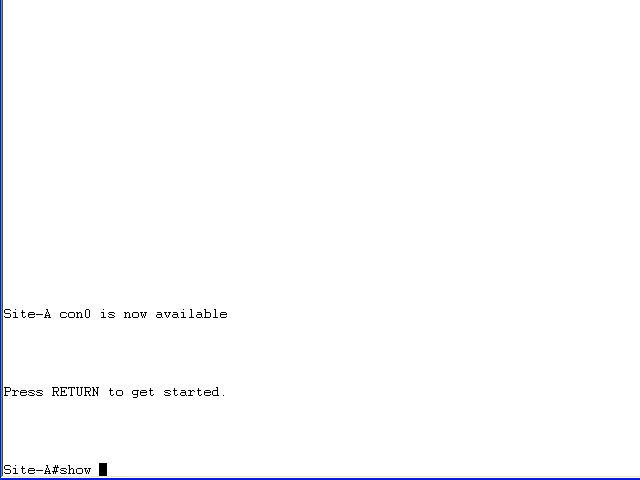 Site-A con0 is now available
Press RETURN to get started.
Site-A#show